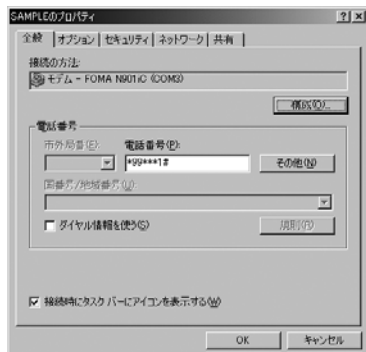 SAMPLEのプロパティ
全般 オプション セキュリティ ネットワーク 共有
接続の方法:
モデム - FOMA N901iC (COM3)
構成(O)...
電話番号
市外局番(E): 電話番号(P):
*99***1# その他(N)
国番号/地域番号(U):
ダイヤル情報を使う(S) 規則(R)
接続時にタスク バーにアイコンを表示する(W)
OK キャンセル